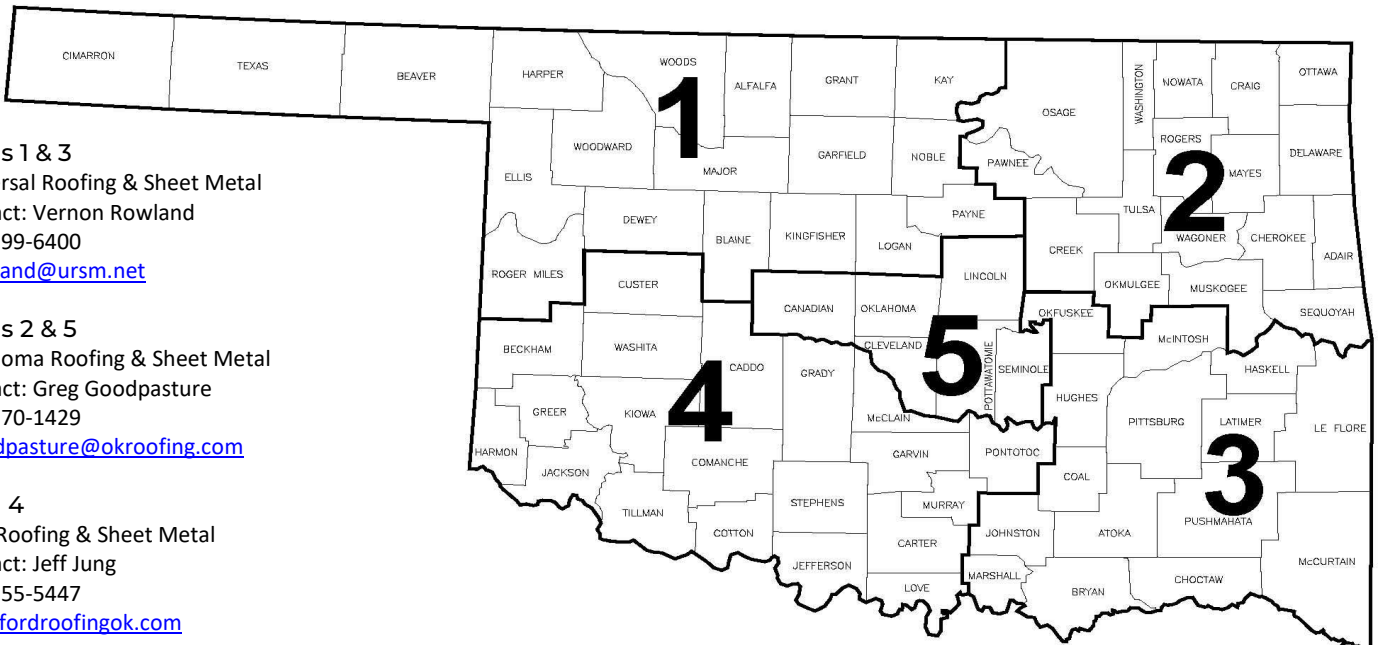 CIMARRON
TEXAS
BEAVER
HARPER
WOODS
ALFALFA
GRANT
KAY
OSAGE
WASHINGTON
NOWATA
CRAIG
OTTAWA
1
WOODWARD
MAJOR
GARFIELD
NOBLE
PAWNEE
ROGERS
MAYES
DELAWARE
2
ELLIS
DEWEY
BLAINE
KINGFISHER
LOGAN
PAYNE
CREEK
TULSA
WAGONER
CHEROKEE
ADAIR
ROGER MILES
CUSTER
CANADIAN
OKLAHOMA
LINCOLN
OKMULGEE
MUSKOGEE
SEQUOYAH
OKFUSKEE
McINTOSH
BECKHAM
WASHITA
CADDO
GRADY
CLEVELAND
5
POTTAWATOMIE
SEMINOLE
HUGHES
HASKELL
4
GREER
KIOWA
McCLAIN
PITTSBURG
LATIMER
LE FLORE
HARMON
JACKSON
COMANCHE
GARVIN
PONTOTOC
COAL
3
TILLMAN
COTTON
STEPHENS
MURRAY
JOHNSTON
ATOKA
PUSHMAHATA
CARTER
JEFFERSON
LOVE
MARSHALL
BRYAN
CHOCTAW
McCURTAIN
s 1 & 3
rsal Roofing & Sheet Metal
act: Vernon Rowland
99-6400
and@ursm.net
s 2 & 5
oma Roofing & Sheet Metal
act: Greg Goodpasture
70-1429
dpasture@okroofing.com
4
Roofing & Sheet Metal
act: Jeff Jung
55-5447
fordroofingok.com